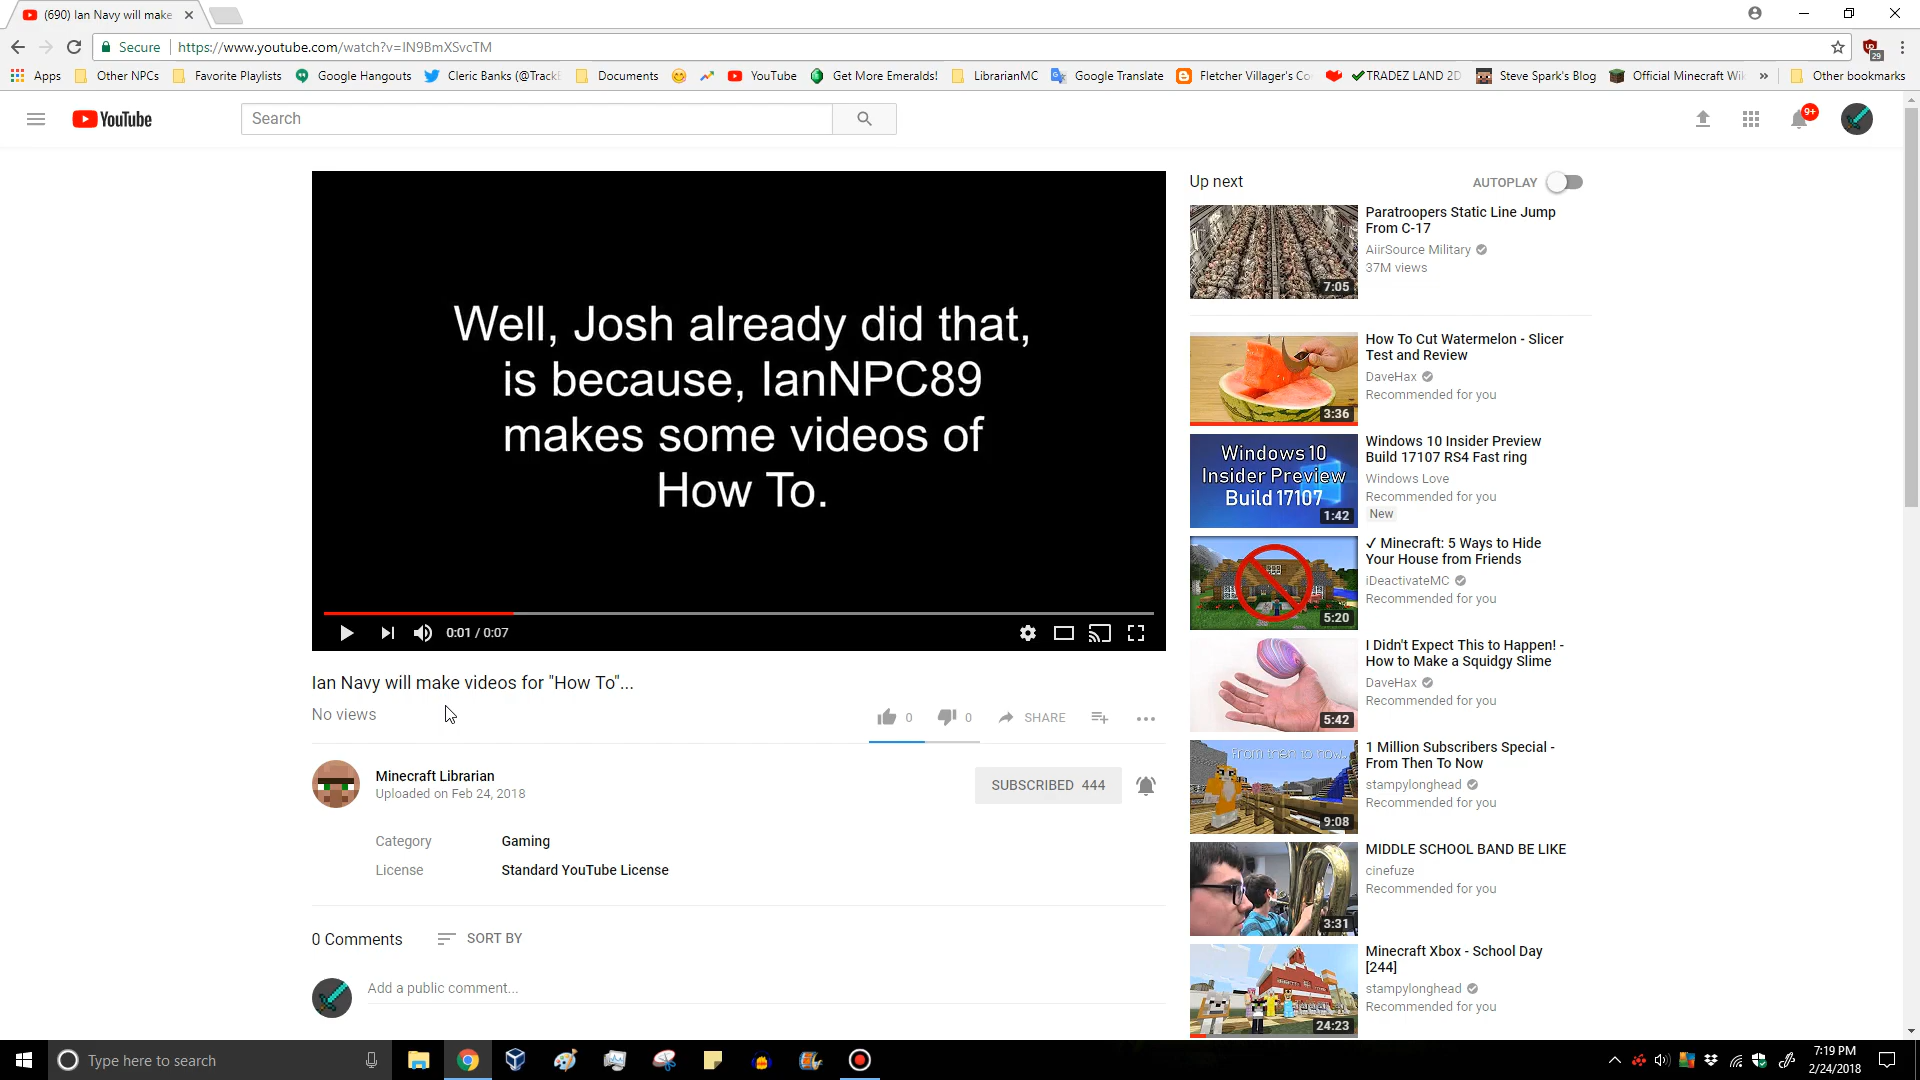 (690) Ian Navy will make
Secure https://www.youtube.com/watch?v=IN9BmXSvcTM
29
Apps Other NPCs Favorite Playlists Google Hangouts Cleric Banks (@Track Documents YouTube Get More Emeralds! LibrarianMC Google Translate Fletcher Villager's Co ✔TRADEZ LAND 2D Steve Spark's Blog Official Minecraft Wik » Other bookmarks
YouTube
Search
9+
Well, Josh already did that,
is because, IanNPC89
makes some videos of
How To.
0:01 / 0:07
Ian Navy will make videos for "How To"...
No views
0 0 SHARE
Minecraft Librarian
Uploaded on Feb 24, 2018
SUBSCRIBED 444
Category Gaming
License Standard YouTube License
0 Comments SORT BY
Add a public comment...
Up next AUTOPLAY
Paratroopers Static Line Jump
From C-17
AiirSource Military
37M views
7:05
How To Cut Watermelon - Slicer
Test and Review
DaveHax
Recommended for you
3:36
Windows 10
Insider Preview
Build 17107
1:42
Windows 10 Insider Preview
Build 17107 RS4 Fast ring
Windows Love
Recommended for you
New
✓ Minecraft: 5 Ways to Hide
Your House from Friends
iDeactivateMC
Recommended for you
5:20
I Didn't Expect This to Happen! -
How to Make a Squidgy Slime
DaveHax
Recommended for you
5:42
From then to now..
9:08
1 Million Subscribers Special -
From Then To Now
stampylonghead
Recommended for you
MIDDLE SCHOOL BAND BE LIKE
cinefuze
Recommended for you
3:31
Minecraft Xbox - School Day
[244]
stampylonghead
Recommended for you
24:23
Type here to search
7:19 PM
2/24/2018